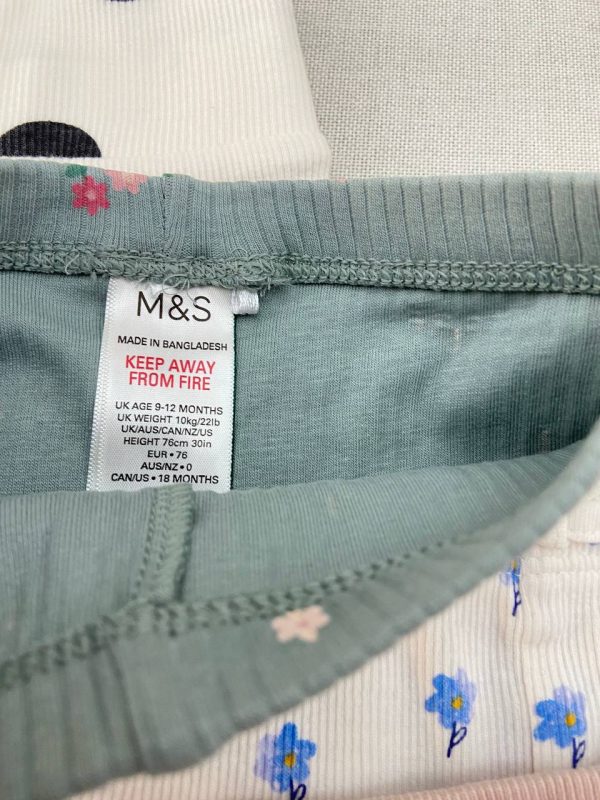 M&S
MADE IN BANGLADESH
KEEP AWAY
FROM FIRE
UK AGE 9-12 MONTHS
UK WEIGHT 10kg/22lb
UK/AUS/CAN/NZ/US
HEIGHT 76cm 30in
EUR • 76
AUS/NZ • 0
CAN/US • 18 MONTHS